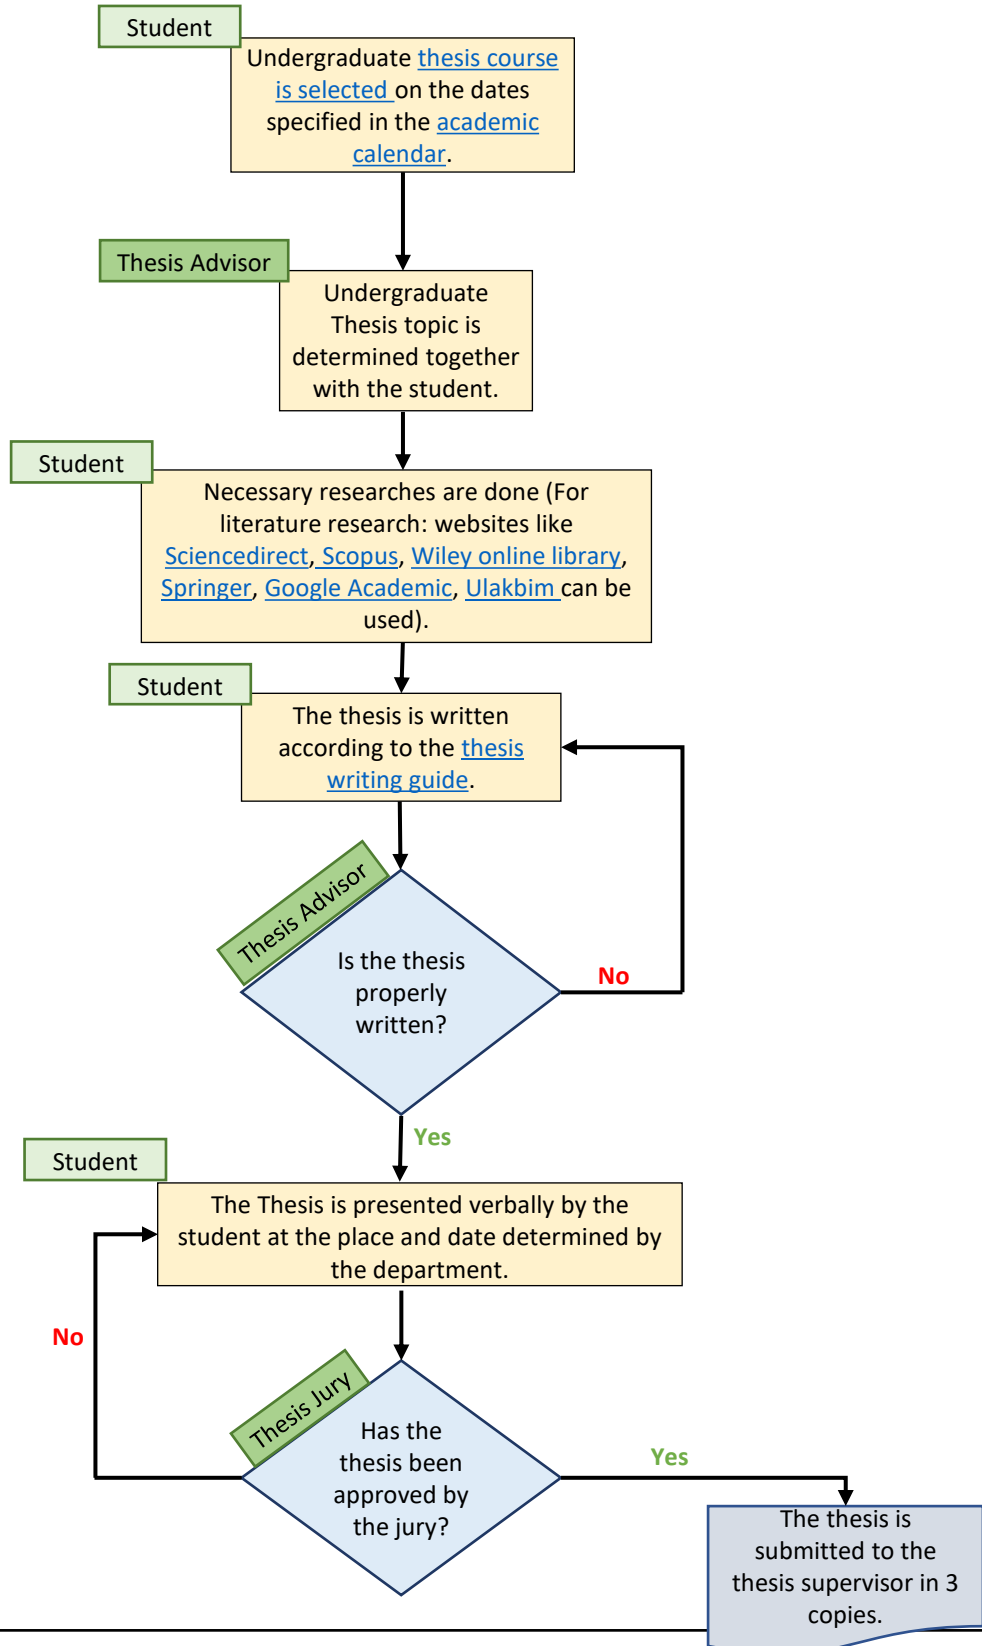 Student
Undergraduate thesis course
is selected on the dates
specified in the academic
calendar.
Thesis Advisor
Undergraduate
Thesis topic is
determined together
with the student.
Student
Necessary researches are done (For
literature research: websites like
Sciencedirect, Scopus, Wiley online library,
Springer, Google Academic, Ulakbim can be
used).
Student
The thesis is written
according to the thesis
writing guide.
Thesis Advisor
Is the thesis
properly
written?
No
Yes
Student
The Thesis is presented verbally by the
student at the place and date determined by
the department.
No
Thesis Jury
Has the
thesis been
approved by
the jury?
Yes
The thesis is
submitted to the
thesis supervisor in 3
copies.